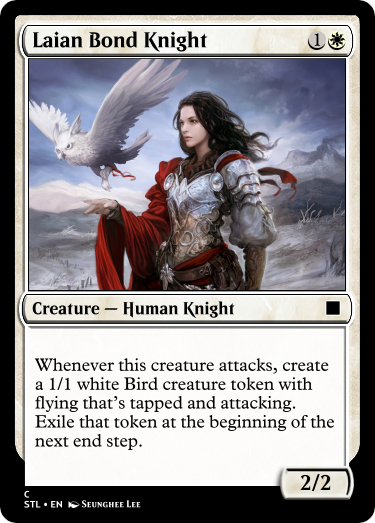 Laian Bond Knight 1
Creature — Human Knight
Whenever this creature attacks, create
a 1/1 white Bird creature token with
flying that's tapped and attacking.
Exile that token at the beginning of the
next end step.
2/2
C
STL • EN Seunghee Lee